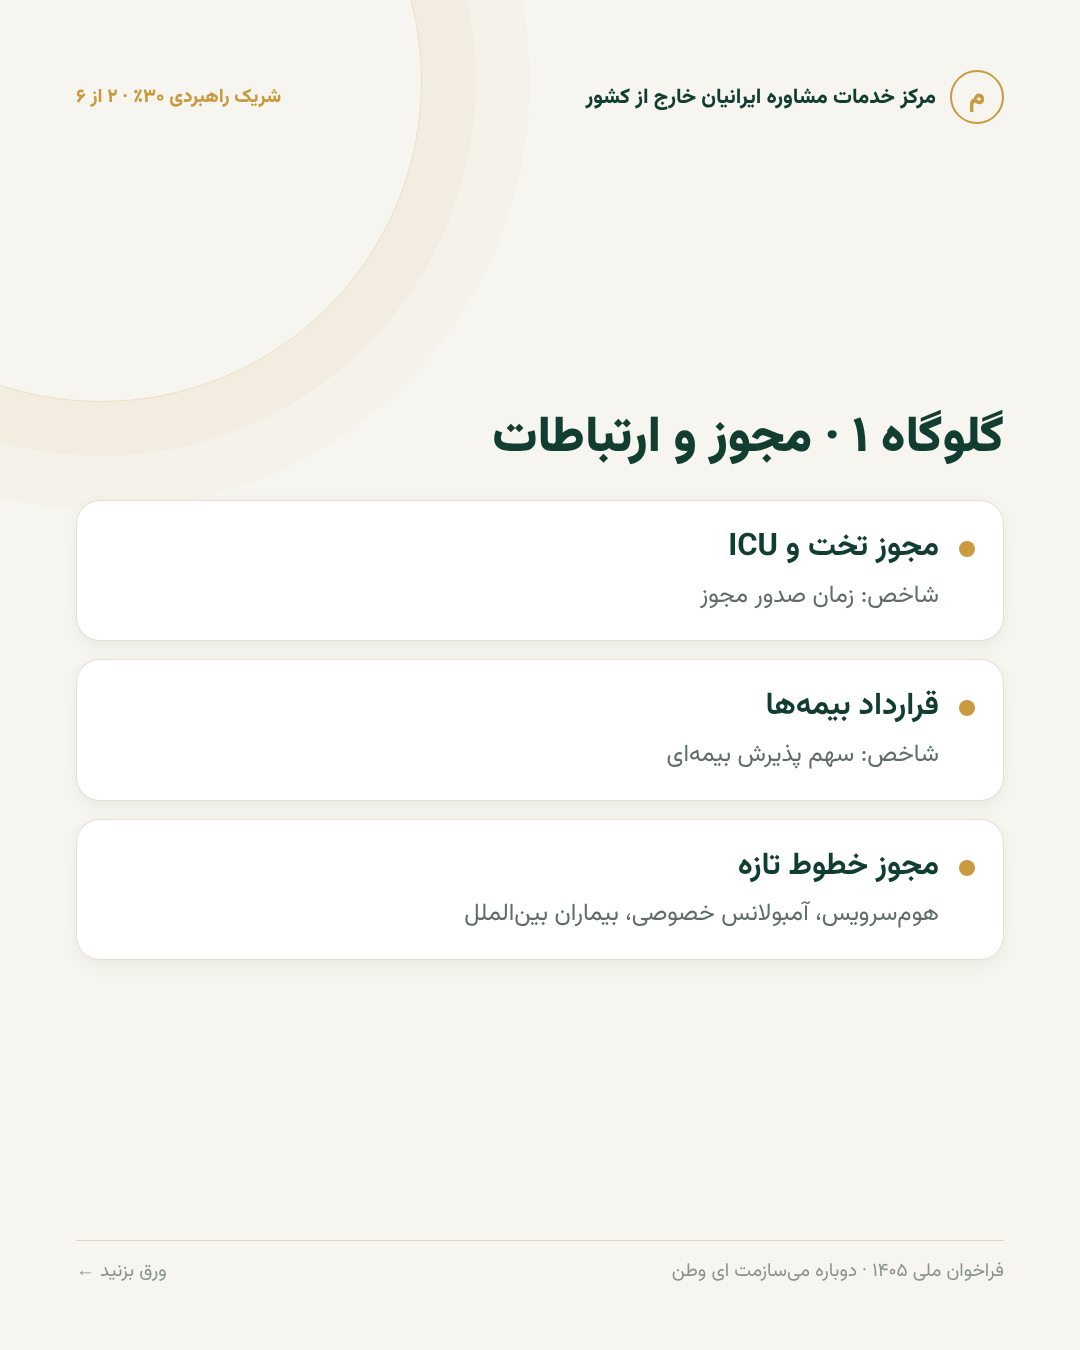 م
مرکز خدمات مشاوره ایرانیان خارج از کشور
شریک راهبردی ۳۰٪ · ۲ از ۶
گلوگاه ۱ · مجوز و ارتباطات
مجوز تخت و ICU
شاخص: زمان صدور مجوز
قرارداد بیمه‌ها
شاخص: سهم پذیرش بیمه‌ای
مجوز خطوط تازه
هوم‌سرویس، آمبولانس خصوصی، بیماران بین‌الملل
فراخوان ملی ۱۴۰۵ · دوباره می‌سازمت ای وطن
ورق بزنید ←